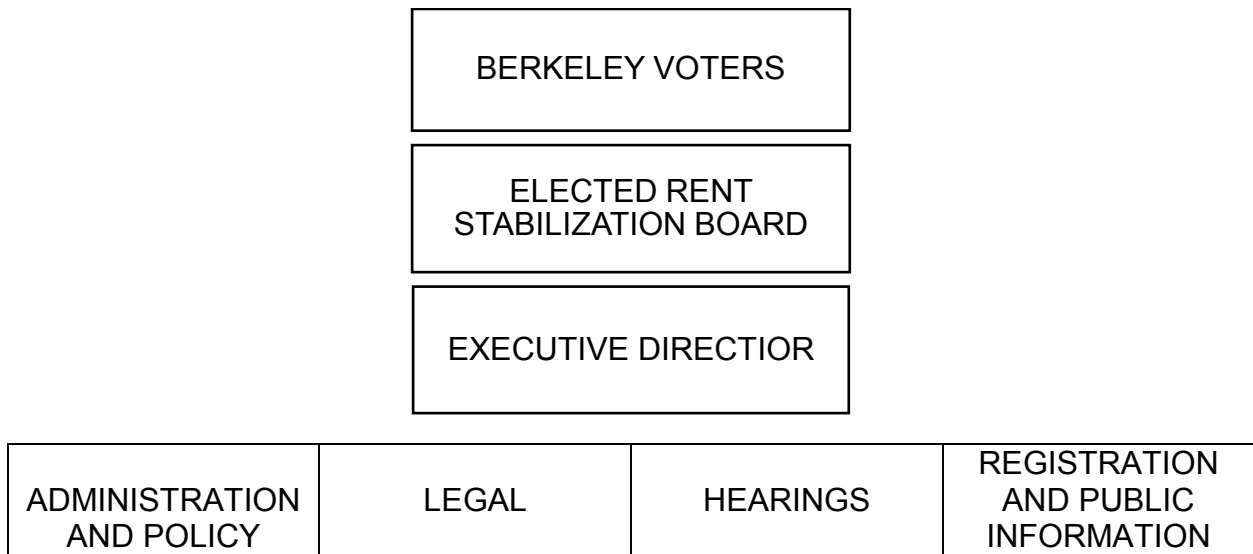 BERKELEY VOTERS
ELECTED RENT
STABILIZATION BOARD
EXECUTIVE DIRECTIOR
ADMINISTRATION
AND POLICY
LEGAL
HEARINGS
REGISTRATION
AND PUBLIC
INFORMATION